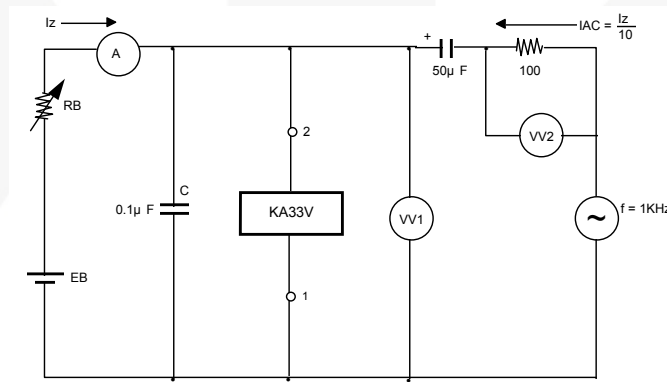 Iz
IAC = Iz/10
A
+
50μ F
100
RB
VV2
2
C
0.1μ F
KA33V
VV1
~
f = 1KHz
EB
1